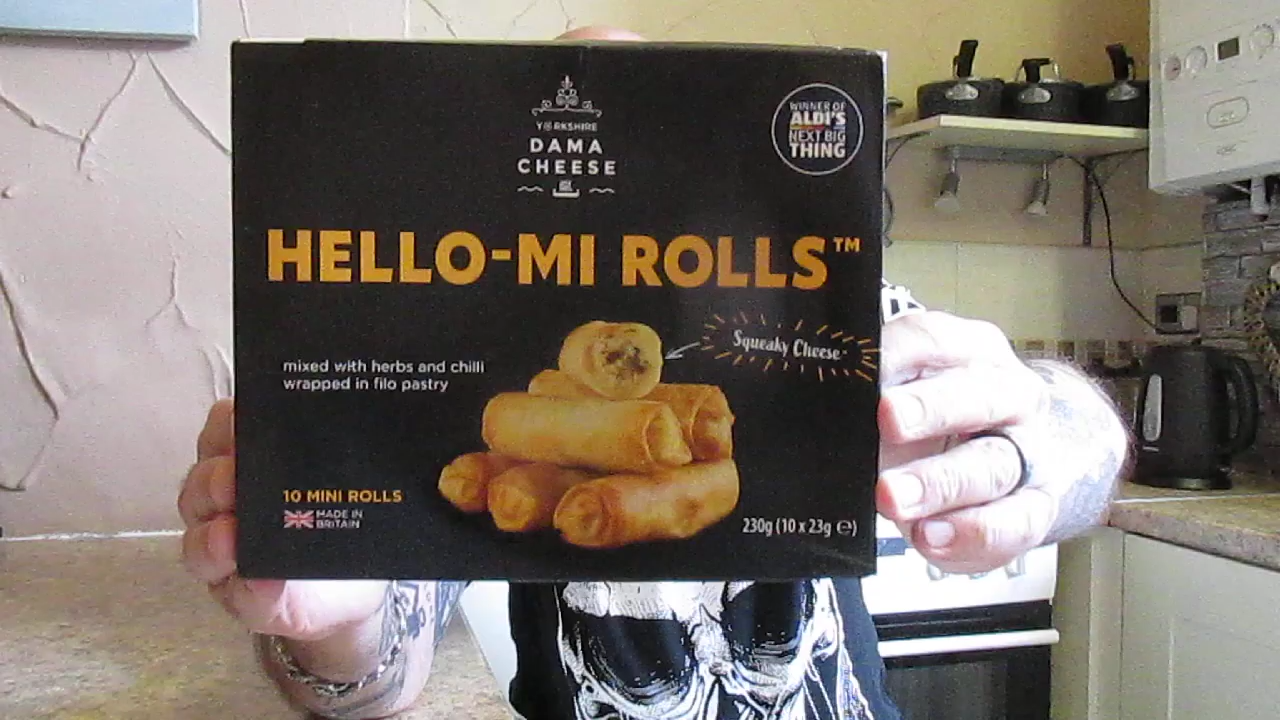 YORKSHIRE
DAMA
CHEESE
WINNER OF
ALDI'S
NEXT BIG
THING
HELLO-MI ROLLS™
Squeaky Cheese
mixed with herbs and chilli
wrapped in filo pastry
10 MINI ROLLS
MADE IN
BRITAIN
230g (10 x 23g ℮)